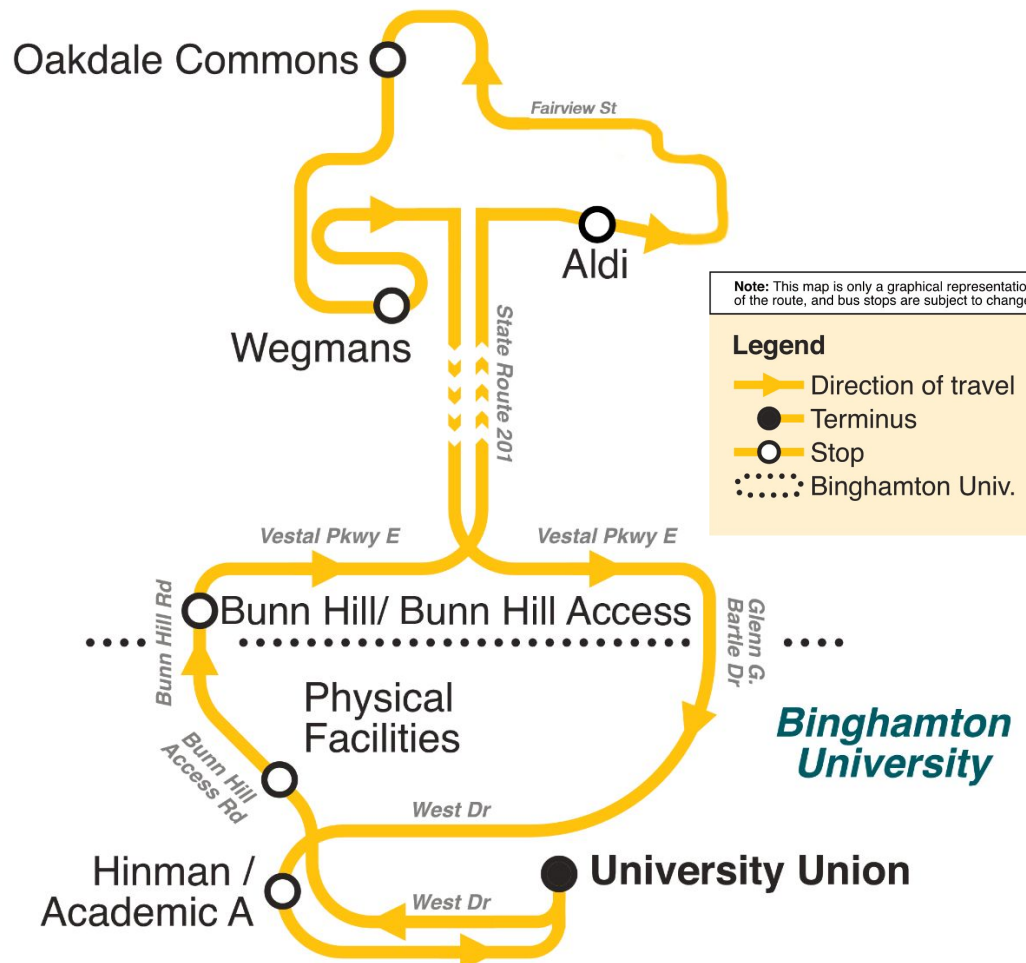 Oakdale Commons
Fairview St
Aldi
Wegmans
State Route 201
Note: This map is only a graphical representation
of the route, and bus stops are subject to change
Legend
Direction of travel
Terminus
Stop
Binghamton Univ.
Vestal Pkwy E
Vestal Pkwy E
Bunn Hill Rd
Bunn Hill/ Bunn Hill Access
Glenn G.
Bartle Dr
Physical
Facilities
Binghamton
University
Bunn Hill
Access Rd
West Dr
Hinman /
Academic A
West Dr
University Union